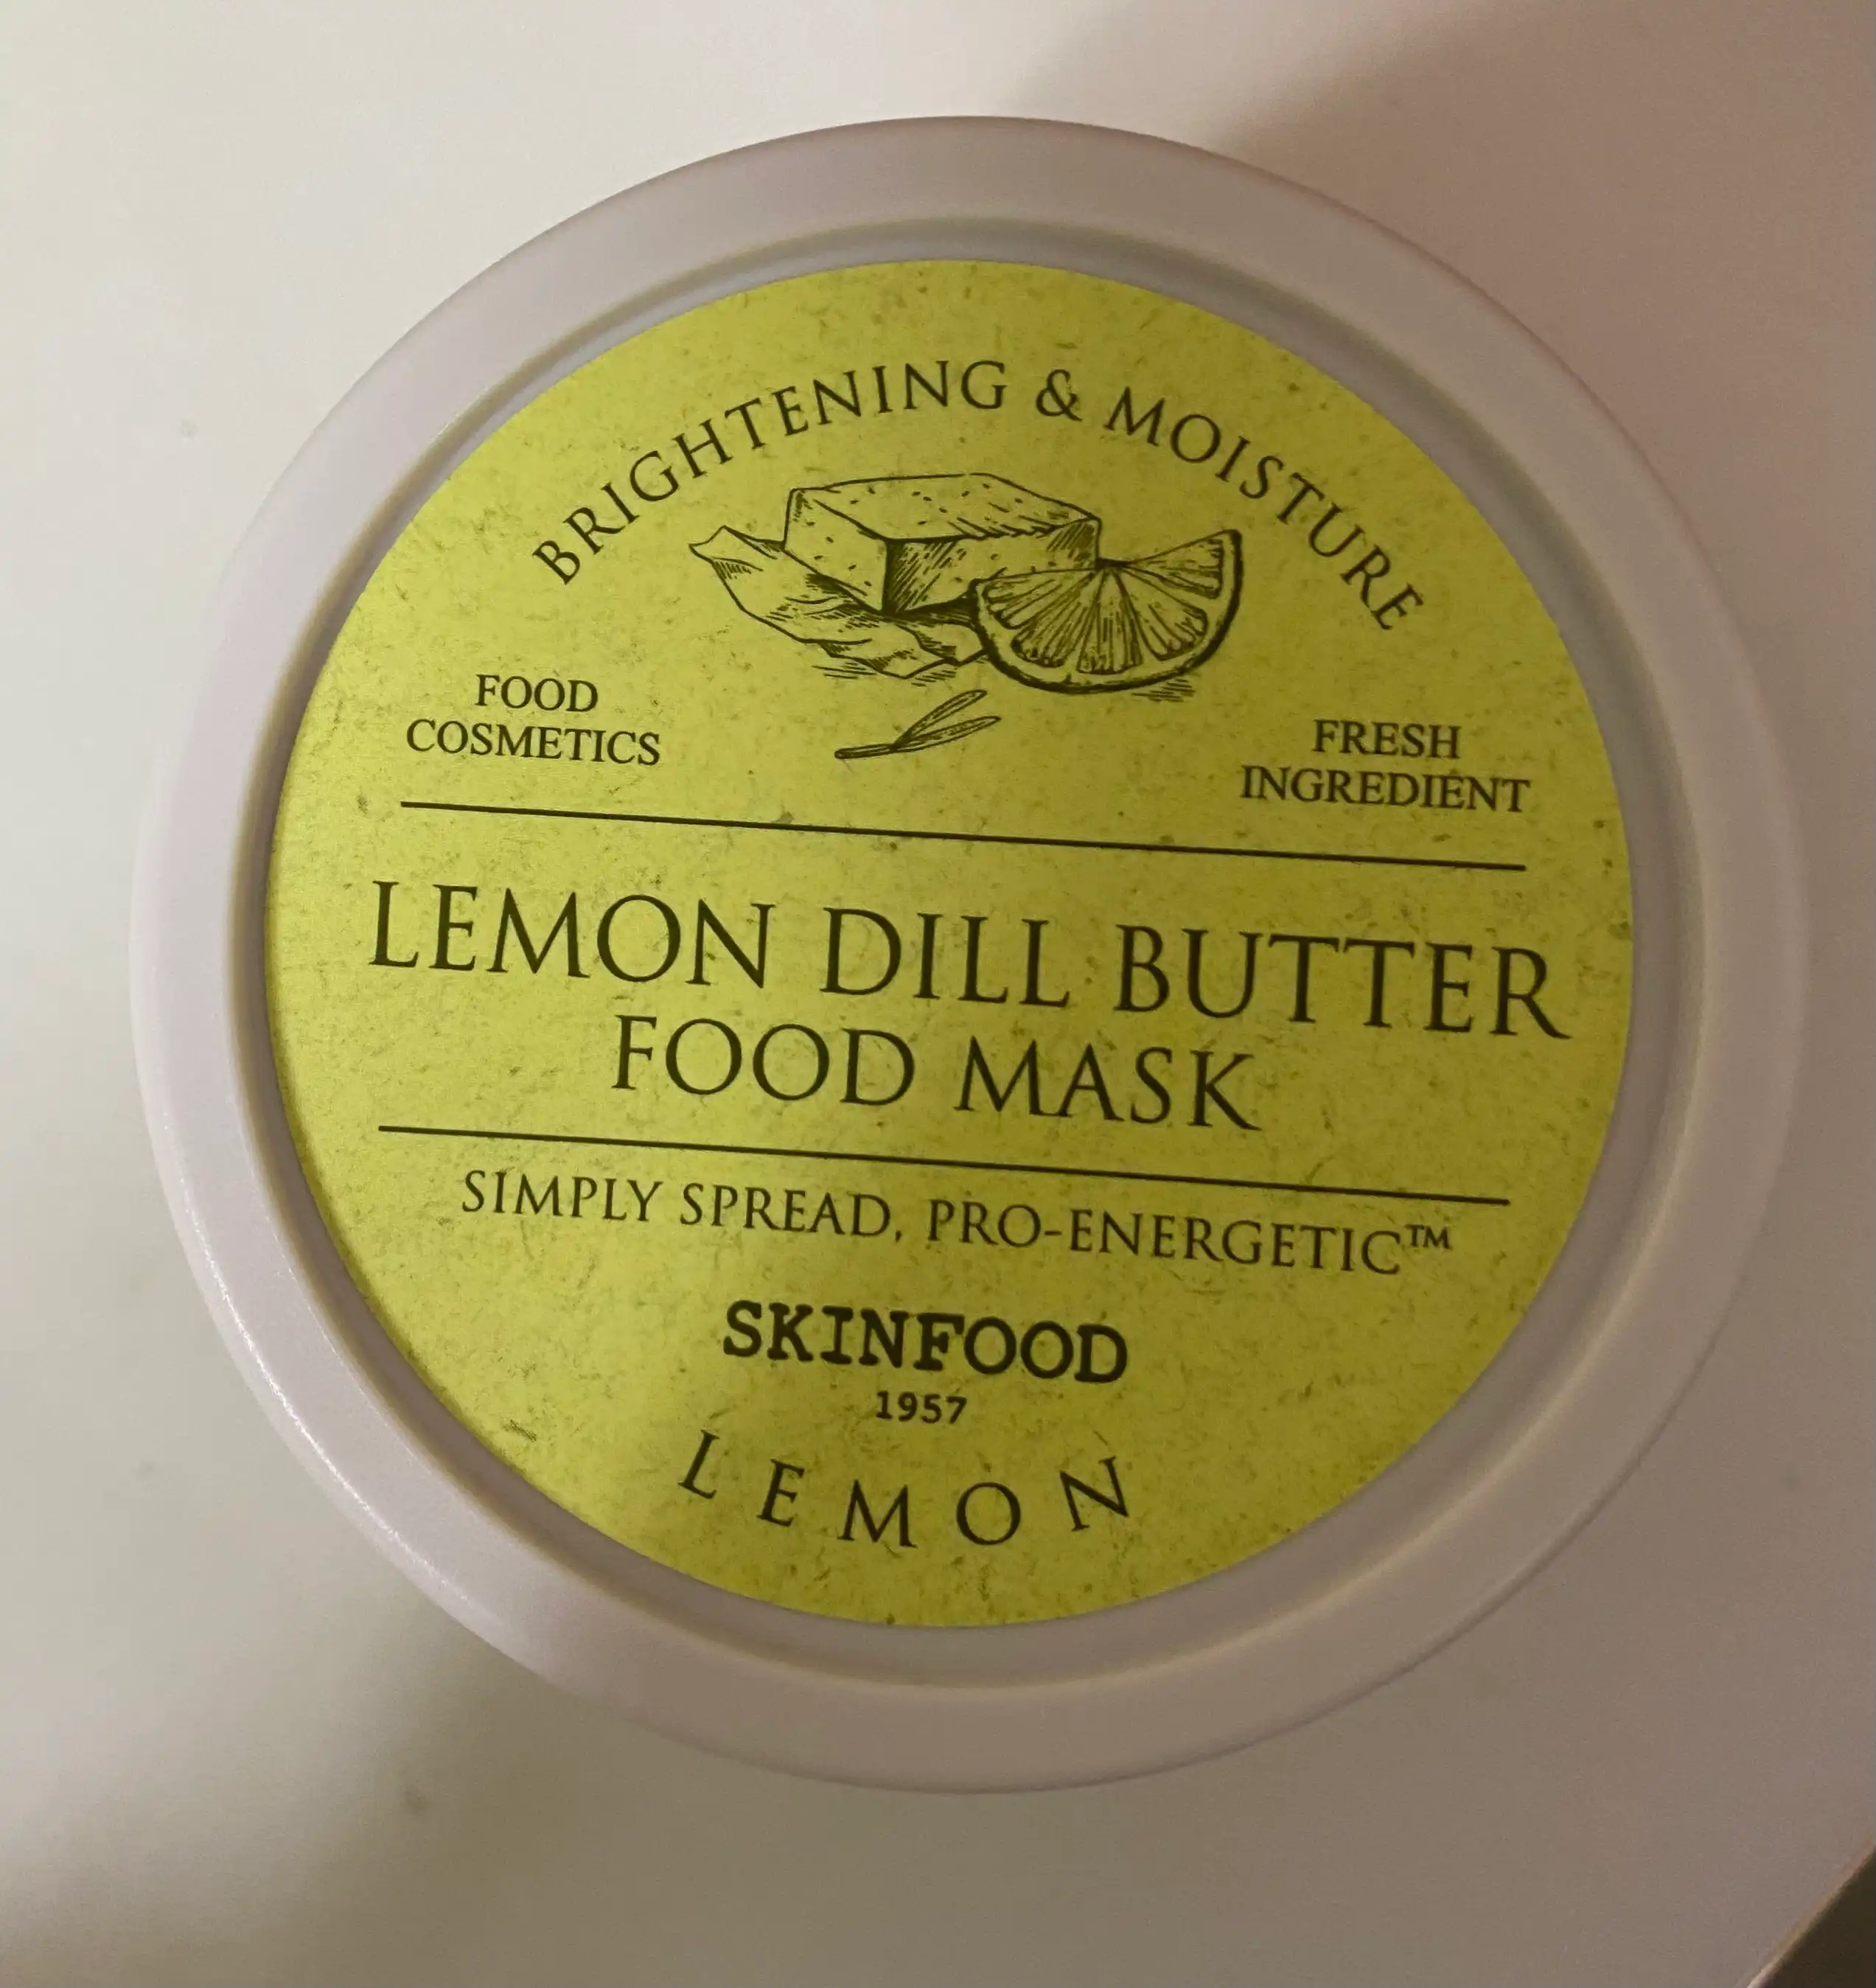 BRIGHTENING & MOISTURE
FOOD
COSMETICS
FRESH
INGREDIENT
LEMON DILL BUTTER
FOOD MASK
SIMPLY SPREAD, PRO-ENERGETIC™
SKINFOOD
1957
LEMON